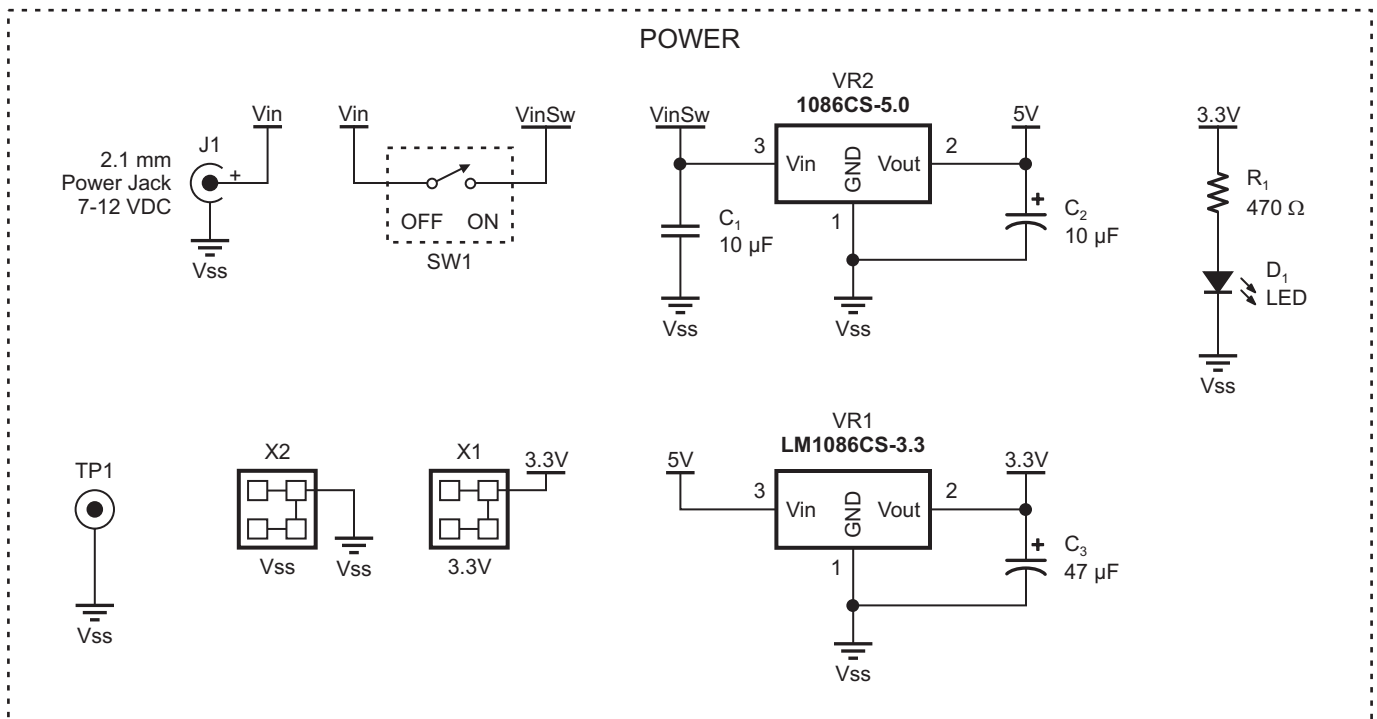 POWER
Vin
J1
2.1 mm
Power Jack
7-12 VDC
+
Vss
Vin
VinSw
OFF ON
SW1
VinSw
C1
10 µF
Vss
VR2
1086CS-5.0
3
Vin
GND
Vout
2
1
Vss
5V
+
C2
10 µF
3.3V
R1
470 Ω
D1
LED
Vss
TP1
Vss
X2
Vss
Vss
X1
3.3V
3.3V
5V
VR1
LM1086CS-3.3
3
Vin
GND
Vout
2
1
Vss
3.3V
+
C3
47 µF